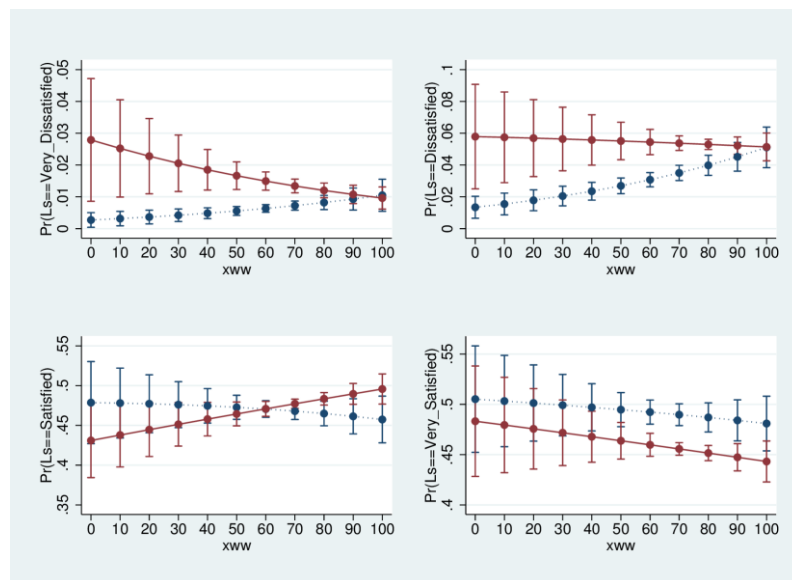 Pr(Ls==Very_Dissatisfied)
0 .01 .02 .03 .04 .05
0 10 20 30 40 50 60 70 80 90 100
xww
Pr(Ls==Dissatisfied)
0 .02 .04 .06 .08 .1
0 10 20 30 40 50 60 70 80 90 100
xww
Pr(Ls==Satisfied)
.35 .4 .45 .5 .55
0 10 20 30 40 50 60 70 80 90 100
xww
Pr(Ls==Very_Satisfied)
.4 .45 .5 .55
0 10 20 30 40 50 60 70 80 90 100
xww